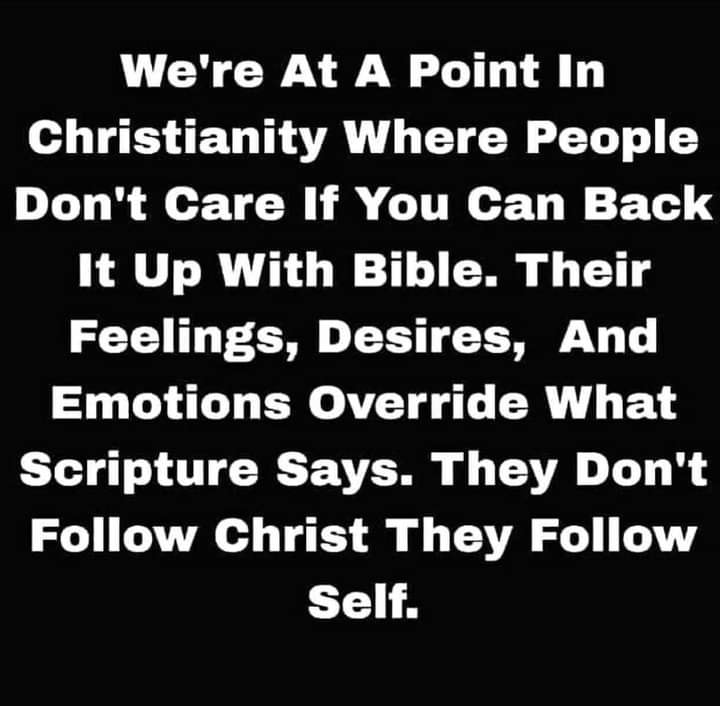 We're At A Point In
Christianity Where People
Don't Care If You Can Back
It Up With Bible. Their
Feelings, Desires,  And
Emotions Override What
Scripture Says. They Don't
Follow Christ They Follow
Self.